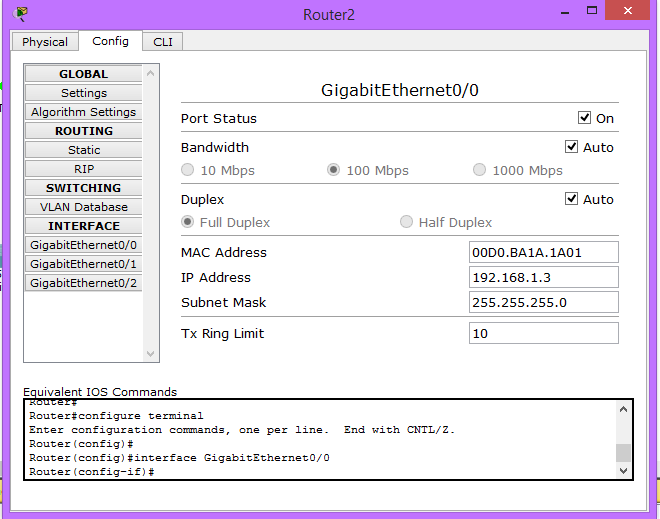 Router2
Physical Config CLI
GLOBAL
Settings
Algorithm Settings
ROUTING
Static
RIP
SWITCHING
VLAN Database
INTERFACE
GigabitEthernet0/0
GigabitEthernet0/1
GigabitEthernet0/2
GigabitEthernet0/0
Port Status On
Bandwidth Auto
10 Mbps 100 Mbps 1000 Mbps
Duplex Auto
Full Duplex Half Duplex
MAC Address 00D0.BA1A.1A01
IP Address 192.168.1.3
Subnet Mask 255.255.255.0
Tx Ring Limit 10
Equivalent IOS Commands
Router#
Router#configure terminal
Enter configuration commands, one per line. End with CNTL/Z.
Router(config)#
Router(config)#interface GigabitEthernet0/0
Router(config-if)#